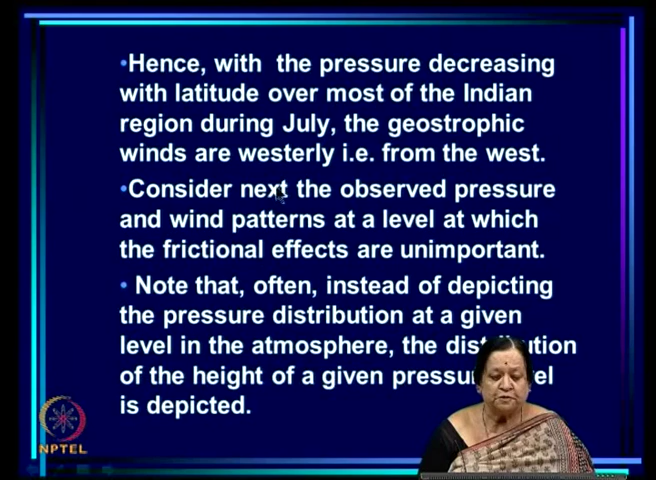 •Hence, with the pressure decreasing
with latitude over most of the Indian
region during July, the geostrophic
winds are westerly i.e. from the west.
•Consider next the observed pressure
and wind patterns at a level at which
the frictional effects are unimportant.
• Note that, often, instead of depicting
the pressure distribution at a given
level in the atmosphere, the distribution
of the height of a given pressure level
is depicted.
NPTEL